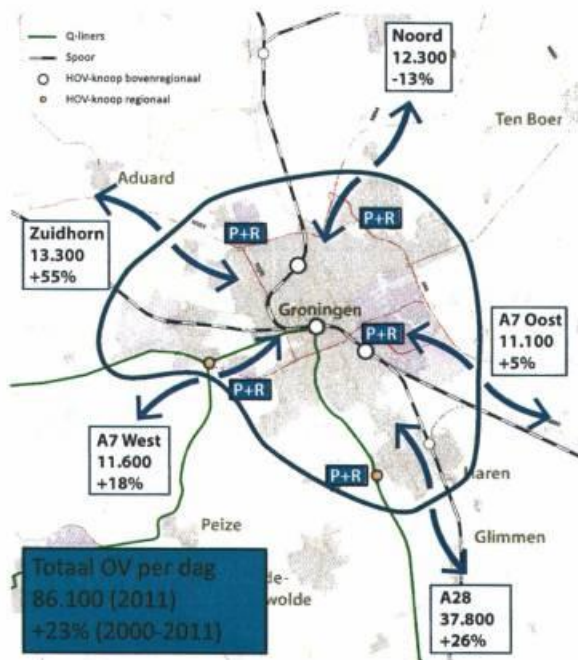 Q-liners
Spoor
HOV-knoop bovenregionaal
HOV-knoop regionaal
Noord
12.300
-13%
Ten Boer
Aduard
Zuidhorn
13.300
+55%
P+R
P+R
Groningen
P+R
A7 Oost
11.100
+5%
P+R
A7 West
11.600
+18%
P+R
Haren
Peize
Glimmen
Totaal OV per dag
86.100 (2011)
+23% (2000-2011)
de-
wolde
A28
37.800
+26%